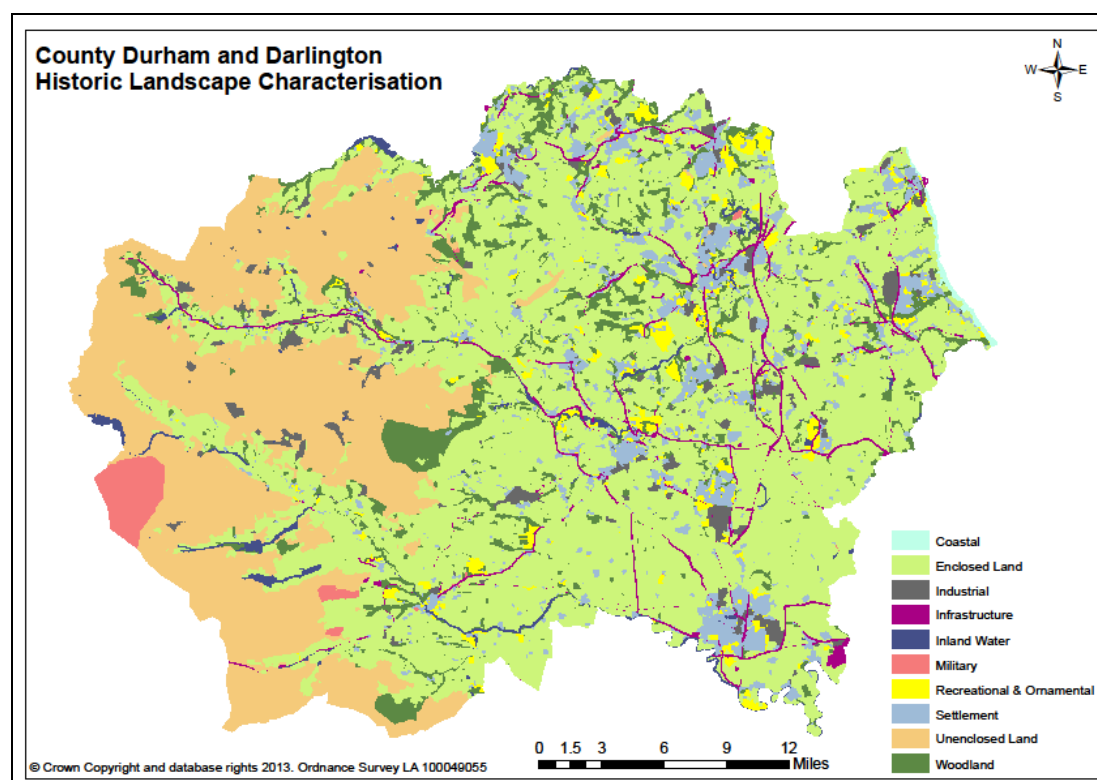 County Durham and Darlington
Historic Landscape Characterisation
N
W E
S
Coastal
Enclosed Land
Industrial
Infrastructure
Inland Water
Military
Recreational & Ornamental
Settlement
Unenclosed Land
Woodland
0 1.5 3 6 9 12
Miles
© Crown Copyright and database rights 2013. Ordnance Survey LA 100049055